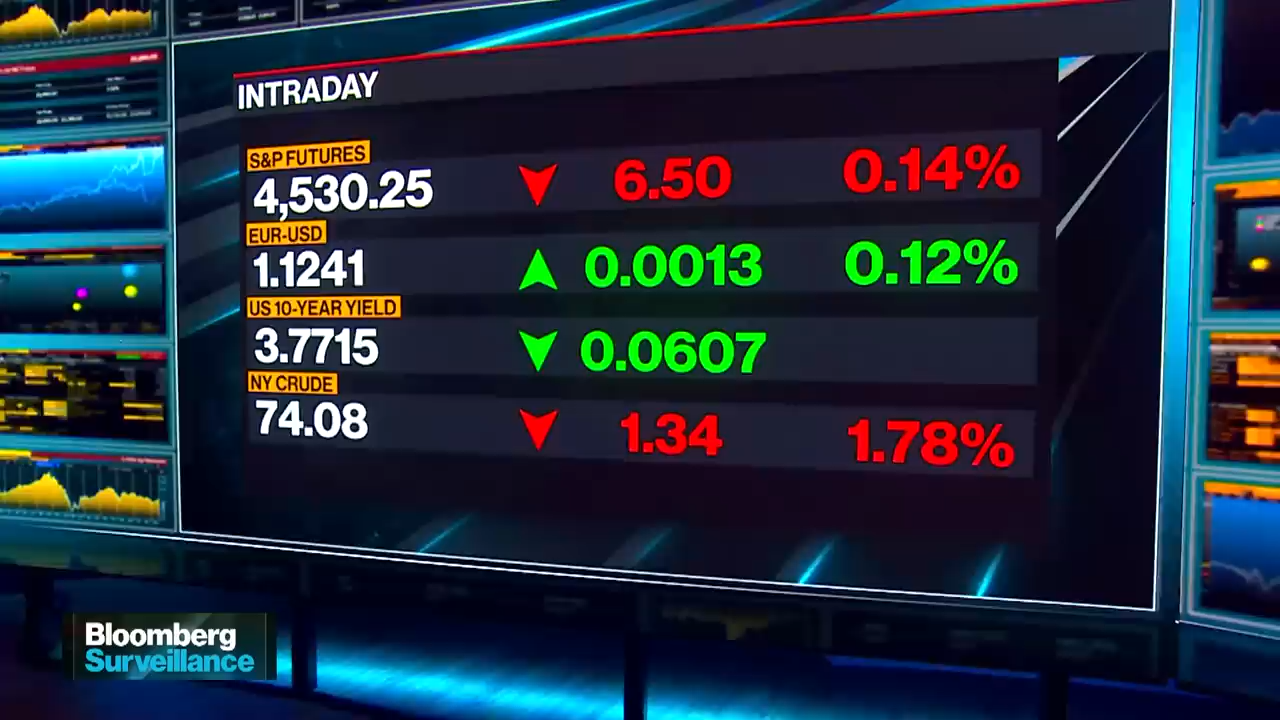 INTRADAY
S&P FUTURES
4,530.25 6.50 0.14%
EUR-USD
1.1241 0.0013 0.12%
US 10-YEAR YIELD
3.7715 0.0607
NY CRUDE
74.08 1.34 1.78%
Bloomberg
Surveillance